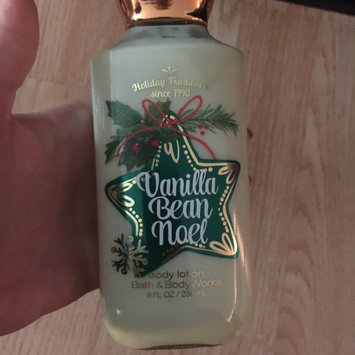 Holiday Traditions
since 1990
Vanilla
Bean
Noel
body lotion
Bath & Body Works
8 FL OZ / 236 mL